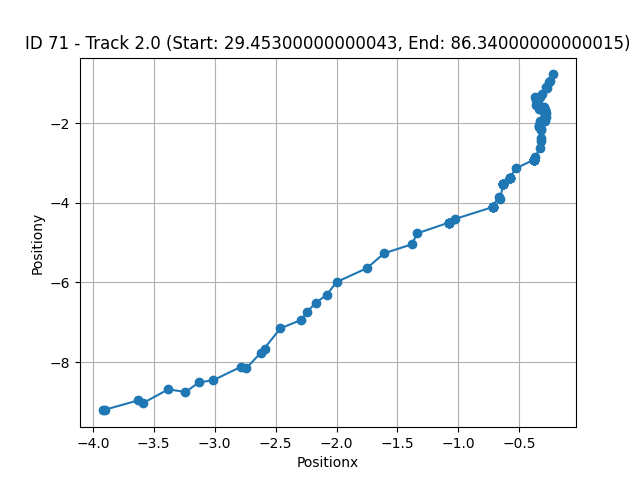 ID 71 - Track 2.0 (Start: 29.45300000000043, End: 86.34000000000015)
Positiony
−2
−4
−6
−8
−4.0 −3.5 −3.0 −2.5 −2.0 −1.5 −1.0 −0.5
Positionx